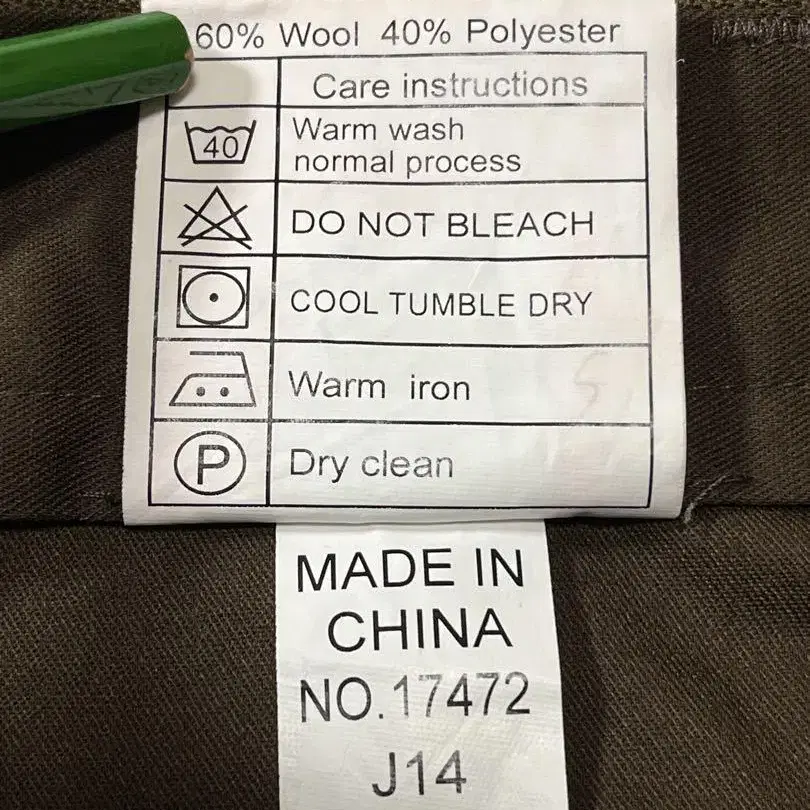 60% Wool 40% Polyester
Care instructions
40
Warm wash
normal process
DO NOT BLEACH
COOL TUMBLE DRY
Warm iron
P
Dry clean
MADE IN
CHINA
NO.17472
J14